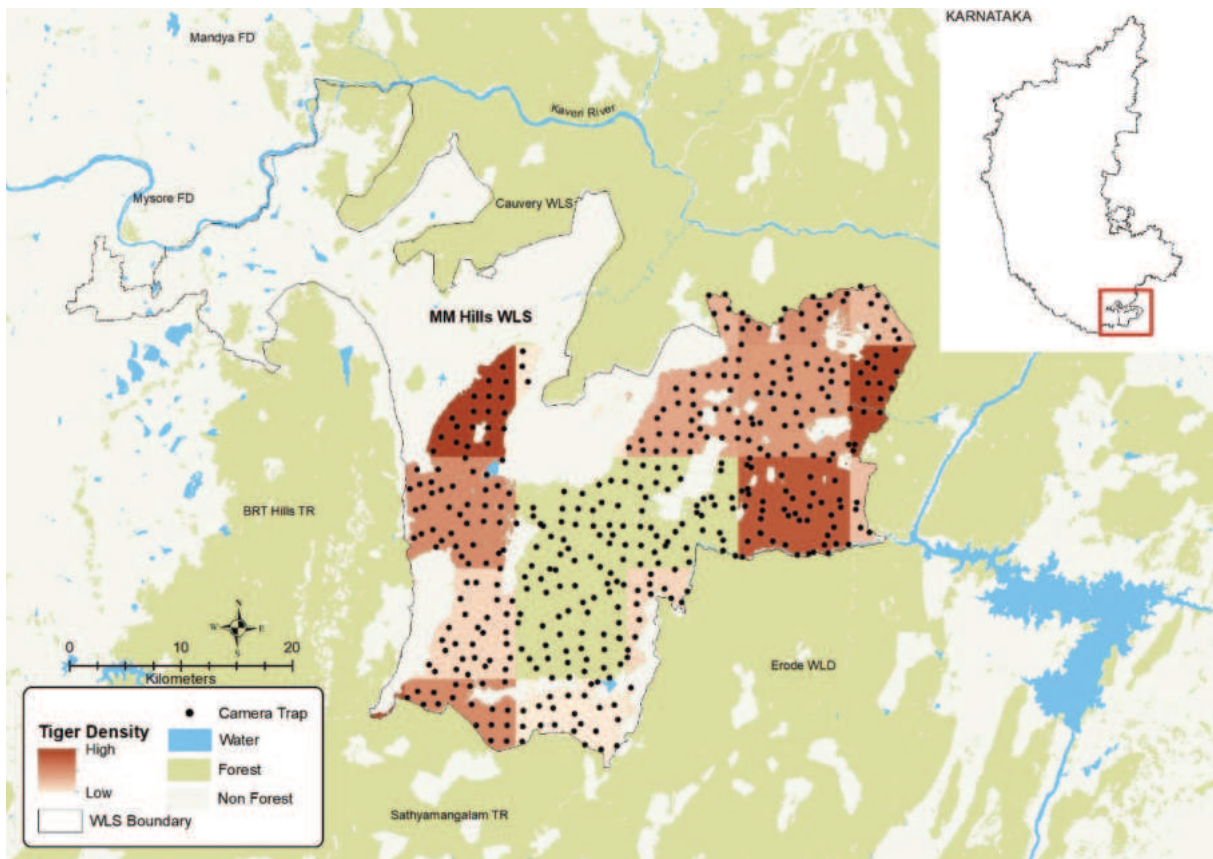 KARNATAKA
Mandya FD
Kaveri River
Mysore FD
Cauvery WLS
MM Hills WLS
BRT Hills TR
N
W E
S
0 10 20
Kilometers
Erode WLD
Sathyamangalam TR
Tiger Density
High
Low
WLS Boundary
Camera Trap
Water
Forest
Non Forest